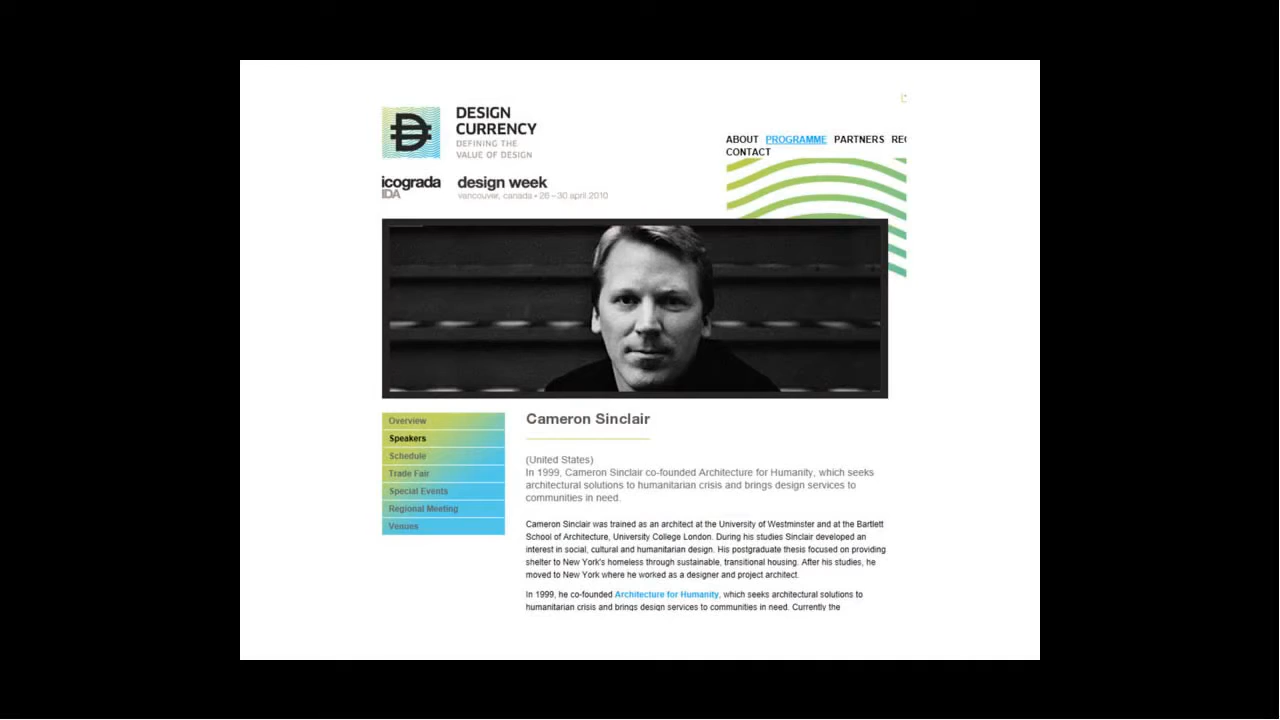 DESIGN
CURRENCY
DEFINING THE
VALUE OF DESIGN
icograda
IDA
design week
vancouver, canada • 26 – 30 april 2010
ABOUT PROGRAMME PARTNERS
CONTACT
Cameron Sinclair
Overview
Speakers
Schedule
Trade Fair
Special Events
Regional Meeting
Venues
(United States)
In 1999, Cameron Sinclair co-founded Architecture for Humanity, which seeks
architectural solutions to humanitarian crisis and brings design services to
communities in need.
Cameron Sinclair was trained as an architect at the University of Westminster and at the Bartlett
School of Architecture, University College London. During his studies Sinclair developed an
interest in social, cultural and humanitarian design. His postgraduate thesis focused on providing
shelter to New York's homeless through sustainable, transitional housing. After his studies, he
moved to New York where he worked as a designer and project architect.
In 1999, he co-founded Architecture for Humanity, which seeks architectural solutions to
humanitarian crisis and brings design services to communities in need. Currently the